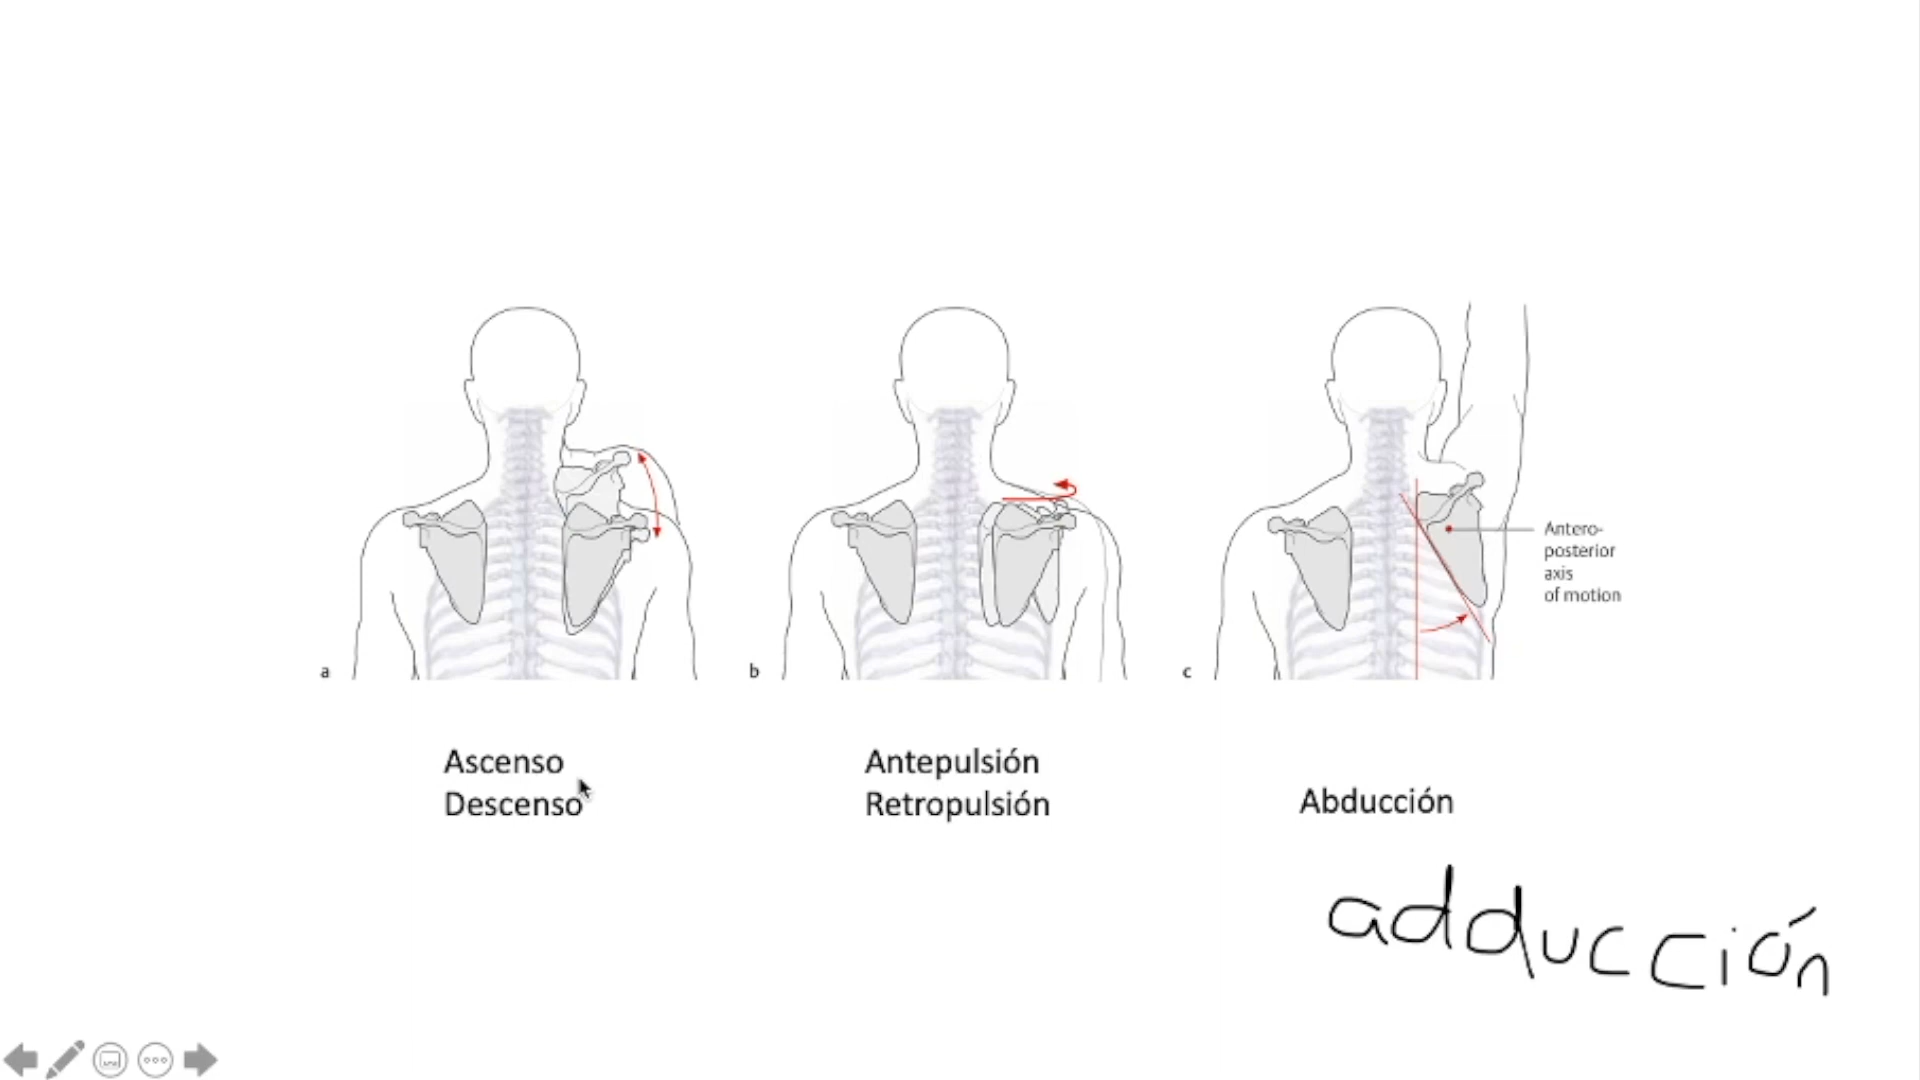 Antero-
posterior
axis
of motion
a
b
c
Ascenso
Descenso
Antepulsión
Retropulsión
Abducción
adducción